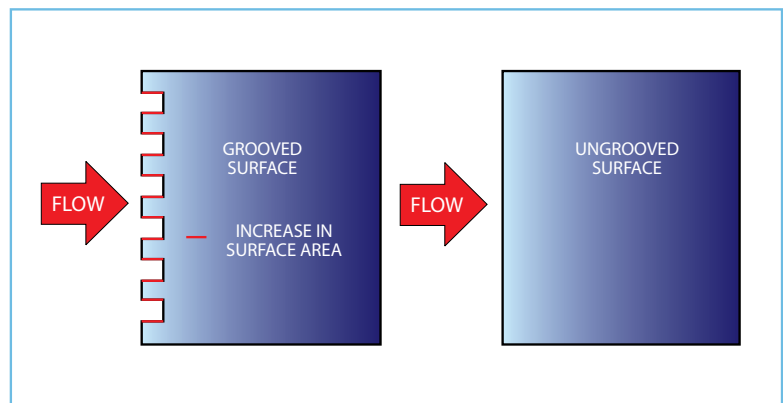 FLOW
GROOVED
SURFACE
INCREASE IN
SURFACE AREA
FLOW
UNGROOVED
SURFACE